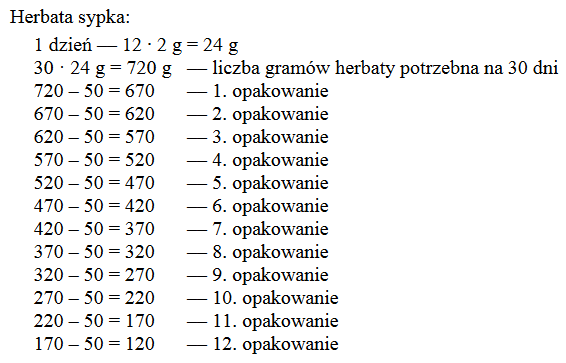 Herbata sypka:
1 dzień — 12 · 2 g = 24 g
30 · 24 g = 720 g — liczba gramów herbaty potrzebna na 30 dni
720 – 50 = 670 — 1. opakowanie
670 – 50 = 620 — 2. opakowanie
620 – 50 = 570 — 3. opakowanie
570 – 50 = 520 — 4. opakowanie
520 – 50 = 470 — 5. opakowanie
470 – 50 = 420 — 6. opakowanie
420 – 50 = 370 — 7. opakowanie
370 – 50 = 320 — 8. opakowanie
320 – 50 = 270 — 9. opakowanie
270 – 50 = 220 — 10. opakowanie
220 – 50 = 170 — 11. opakowanie
170 – 50 = 120 — 12. opakowanie